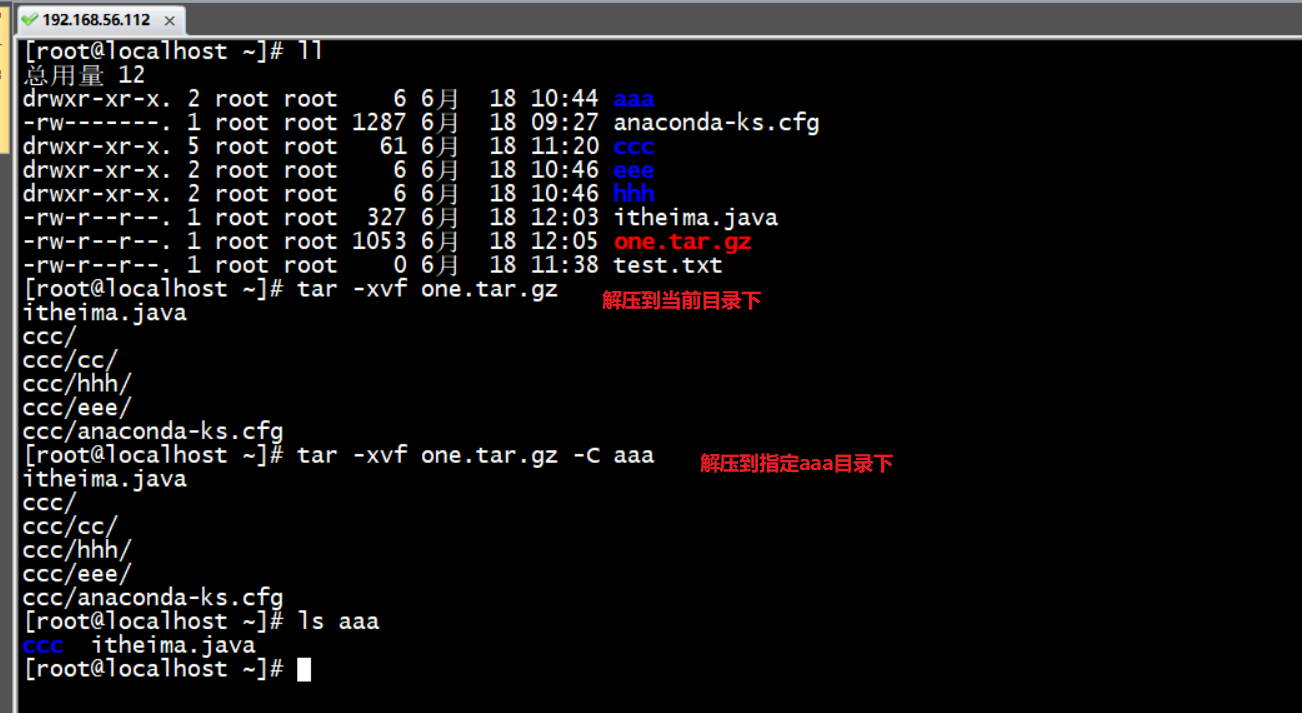 192.168.56.112 ×
[root@localhost ~]# ll
总用量 12
drwxr-xr-x. 2 root root    6 6月  18 10:44 aaa
-rw-------. 1 root root 1287 6月  18 09:27 anaconda-ks.cfg
drwxr-xr-x. 5 root root   61 6月  18 11:20 ccc
drwxr-xr-x. 2 root root    6 6月  18 10:46 eee
drwxr-xr-x. 2 root root    6 6月  18 10:46 hhh
-rw-r--r--. 1 root root  327 6月  18 12:03 itheima.java
-rw-r--r--. 1 root root 1053 6月  18 12:05 one.tar.gz
-rw-r--r--. 1 root root    0 6月  18 11:38 test.txt
[root@localhost ~]# tar -xvf one.tar.gz 解压到当前目录下
itheima.java
ccc/
ccc/cc/
ccc/hhh/
ccc/eee/
ccc/anaconda-ks.cfg
[root@localhost ~]# tar -xvf one.tar.gz -C aaa 解压到指定aaa目录下
itheima.java
ccc/
ccc/cc/
ccc/hhh/
ccc/eee/
ccc/anaconda-ks.cfg
[root@localhost ~]# ls aaa
ccc  itheima.java
[root@localhost ~]#